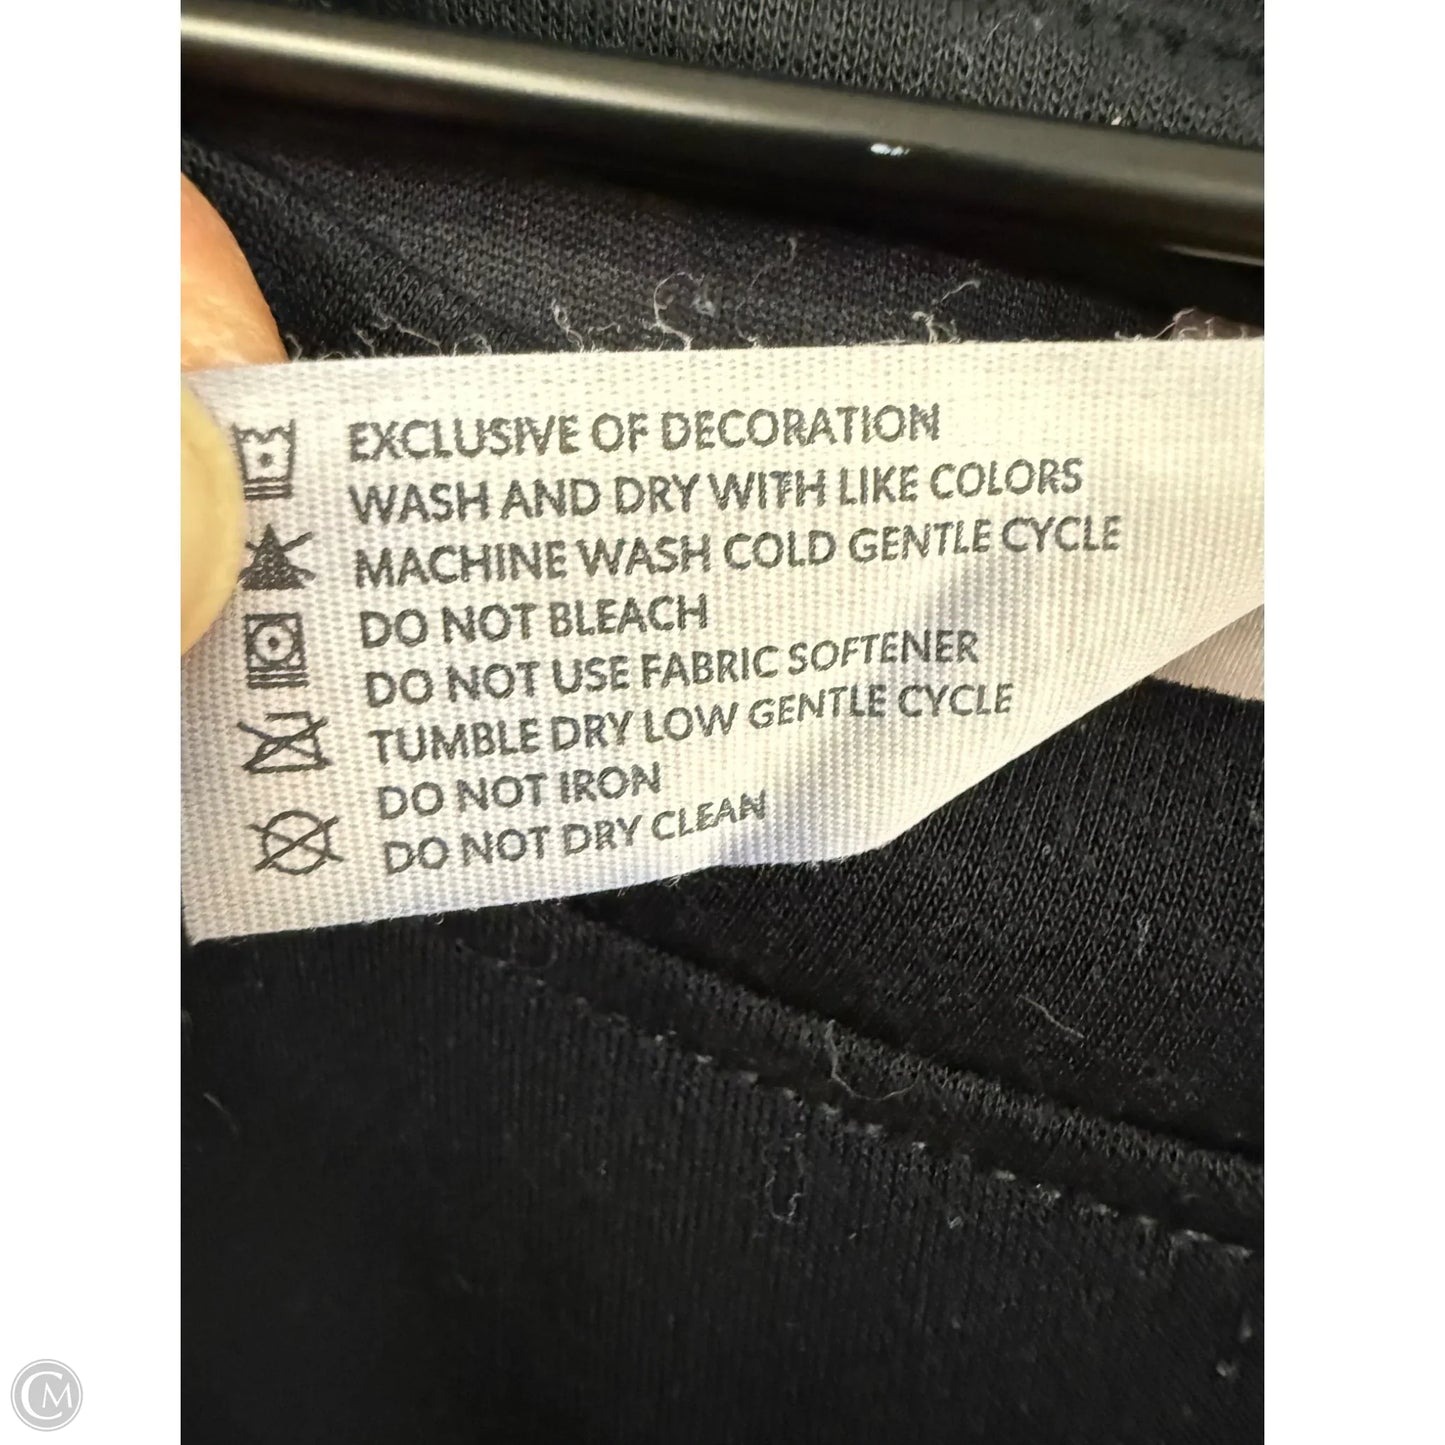 EXCLUSIVE OF DECORATION
WASH AND DRY WITH LIKE COLORS
MACHINE WASH COLD GENTLE CYCLE
DO NOT BLEACH
DO NOT USE FABRIC SOFTENER
TUMBLE DRY LOW GENTLE CYCLE
DO NOT IRON
DO NOT DRY CLEAN
CM